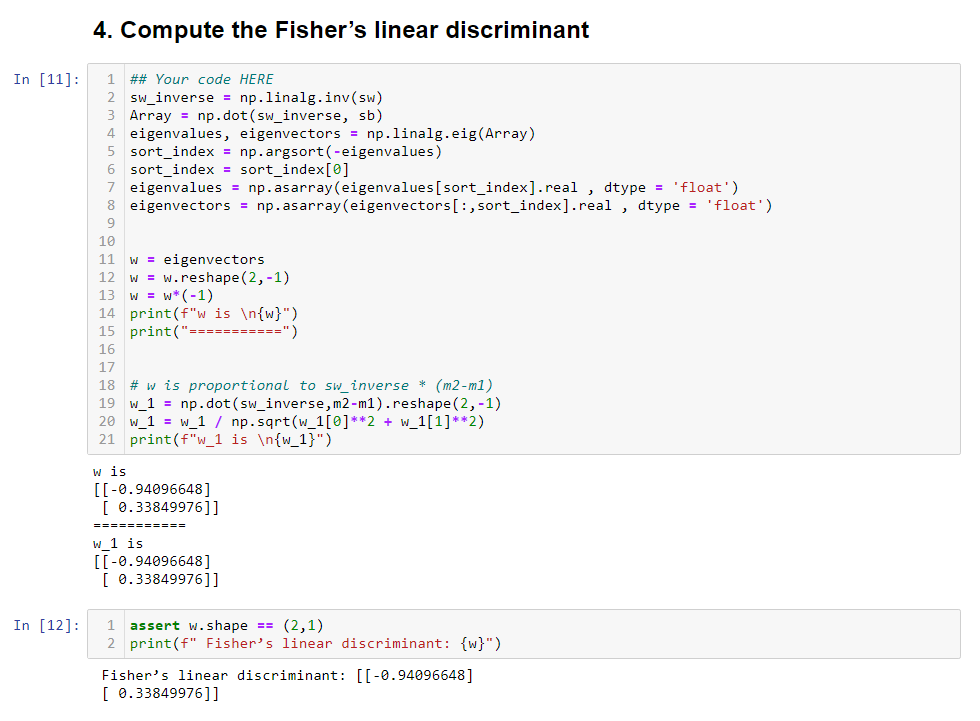 4. Compute the Fisher’s linear discriminant
In [11]:
1 ## Your code HERE
2 sw_inverse = np.linalg.inv(sw)
3 Array = np.dot(sw_inverse, sb)
4 eigenvalues, eigenvectors = np.linalg.eig(Array)
5 sort_index = np.argsort(-eigenvalues)
6 sort_index = sort_index[0]
7 eigenvalues = np.asarray(eigenvalues[sort_index].real , dtype = 'float')
8 eigenvectors = np.asarray(eigenvectors[:,sort_index].real , dtype = 'float')
9
10
11 w = eigenvectors
12 w = w.reshape(2,-1)
13 w = w*(-1)
14 print(f"w is \n{w}")
15 print("===========")
16
17
18 # w is proportional to sw_inverse * (m2-m1)
19 w_1 = np.dot(sw_inverse,m2-m1).reshape(2,-1)
20 w_1 = w_1 / np.sqrt(w_1[0]**2 + w_1[1]**2)
21 print(f"w_1 is \n{w_1}")
w is
[[-0.94096648]
[ 0.33849976]]
===========
w_1 is
[[-0.94096648]
[ 0.33849976]]
In [12]:
1 assert w.shape == (2,1)
2 print(f" Fisher’s linear discriminant: {w}")
Fisher’s linear discriminant: [[-0.94096648]
[ 0.33849976]]